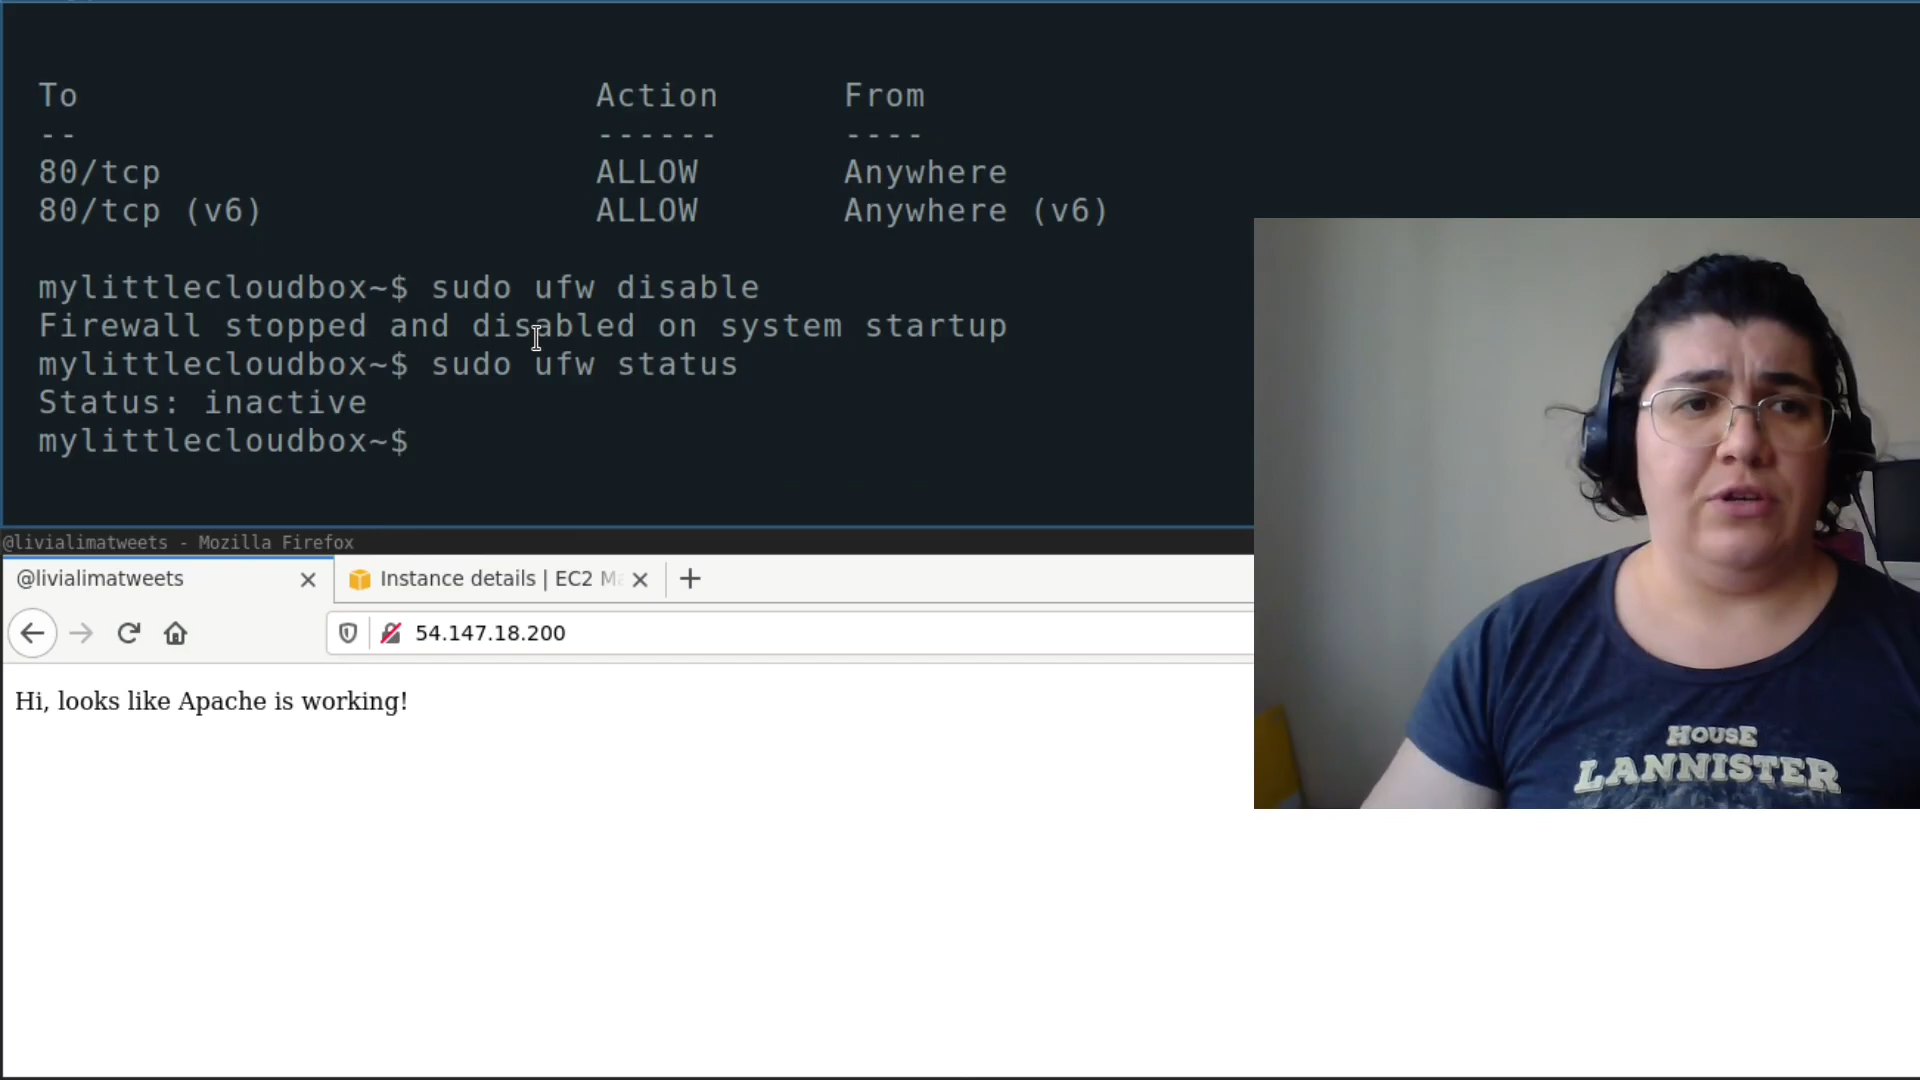 To Action From
-- ------ ----
80/tcp ALLOW Anywhere
80/tcp (v6) ALLOW Anywhere (v6)
mylittlecloudbox~$ sudo ufw disable
Firewall stopped and disabled on system startup
mylittlecloudbox~$ sudo ufw status
Status: inactive
mylittlecloudbox~$
@livialimatweets - Mozilla Firefox
@livialimatweets Instance details | EC2
54.147.18.200
Hi, looks like Apache is working!
HOUSE
LANNISTER